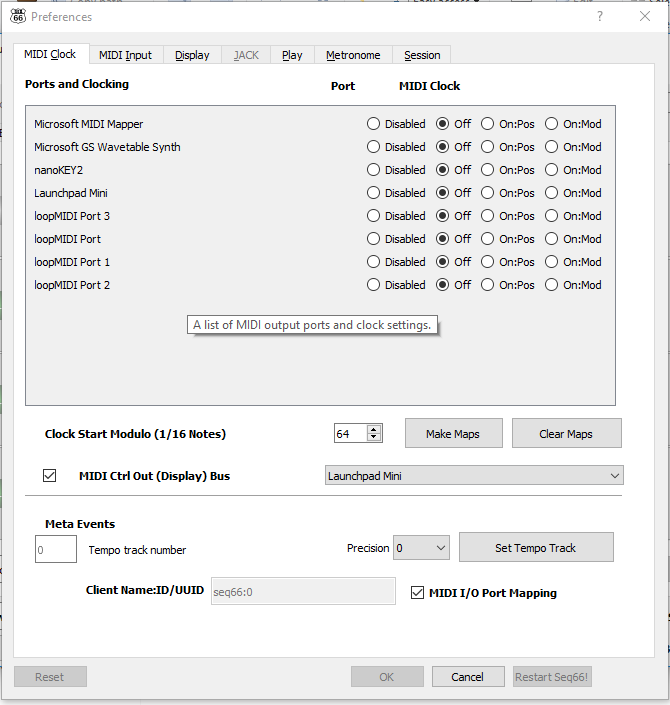 66 Preferences ?
MIDI Clock MIDI Input Display JACK Play Metronome Session
Ports and Clocking Port MIDI Clock
Microsoft MIDI Mapper Disabled Off On:Pos On:Mod
Microsoft GS Wavetable Synth Disabled Off On:Pos On:Mod
nanoKEY2 Disabled Off On:Pos On:Mod
Launchpad Mini Disabled Off On:Pos On:Mod
loopMIDI Port 3 Disabled Off On:Pos On:Mod
loopMIDI Port Disabled Off On:Pos On:Mod
loopMIDI Port 1 Disabled Off On:Pos On:Mod
loopMIDI Port 2 Disabled Off On:Pos On:Mod
A list of MIDI output ports and clock settings.
Clock Start Modulo (1/16 Notes) 64 Make Maps Clear Maps
MIDI Ctrl Out (Display) Bus Launchpad Mini
Meta Events
0 Tempo track number Precision 0 Set Tempo Track
Client Name:ID/UUID seq66:0 MIDI I/O Port Mapping
Reset OK Cancel Restart Seq66!